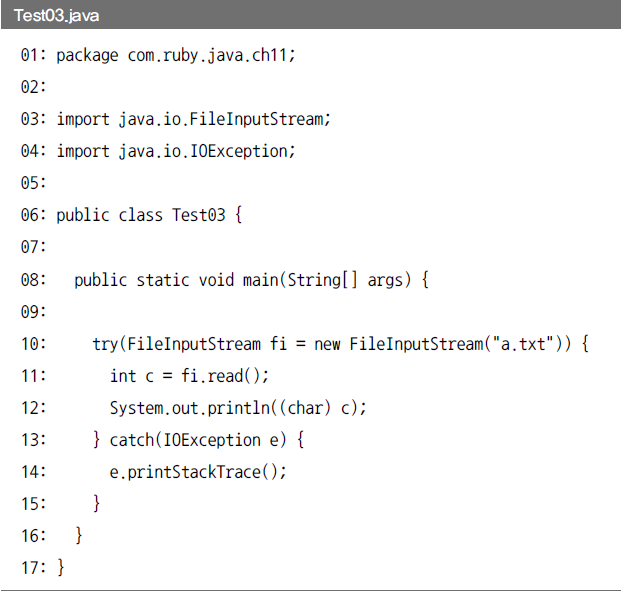 Test03.java
01: package com.ruby.java.ch11;
02:
03: import java.io.FileInputStream;
04: import java.io.IOException;
05:
06: public class Test03 {
07:
08:   public static void main(String[] args) {
09:
10:     try(FileInputStream fi = new FileInputStream("a.txt")) {
11:       int c = fi.read();
12:       System.out.println((char) c);
13:     } catch(IOException e) {
14:       e.printStackTrace();
15:     }
16:   }
17: }